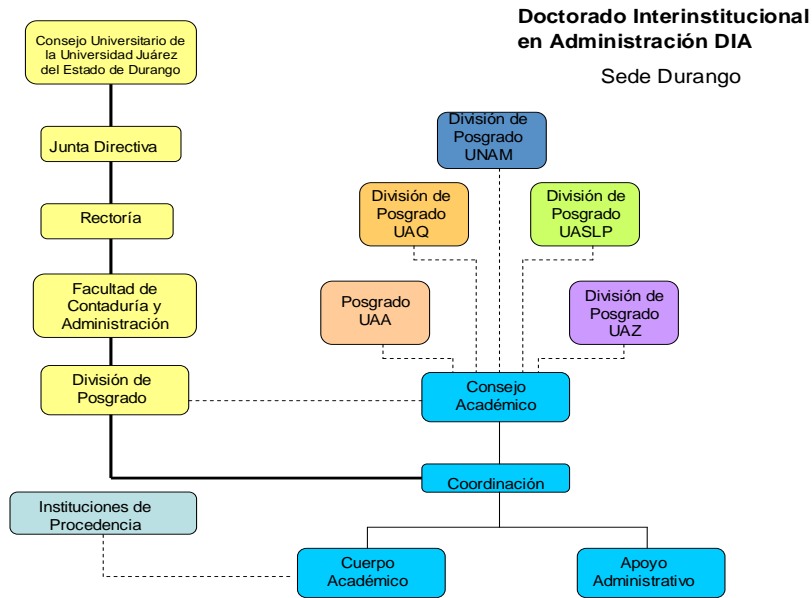 Doctorado Interinstitucional
en Administración DIA
Sede Durango
Consejo Universitario de
la Universidad Juárez
del Estado de Durango
Junta Directiva
Rectoría
Facultad de
Contaduría y
Administración
División de
Posgrado
División de
Posgrado
UNAM
División de
Posgrado
UAQ
División de
Posgrado
UASLP
Posgrado
UAA
División de
Posgrado
UAZ
Consejo
Académico
Coordinación
Instituciones de
Procedencia
Cuerpo
Académico
Apoyo
Administrativo